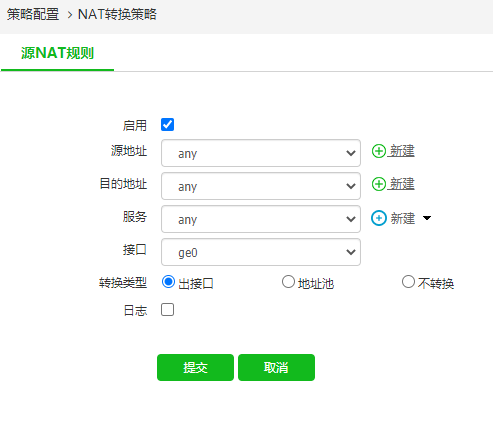 策略配置 > NAT转换策略
源NAT规则
启用
源地址 any 新建
目的地址 any 新建
服务 any 新建
接口 ge0
转换类型 出接口 地址池 不转换
日志
提交 取消